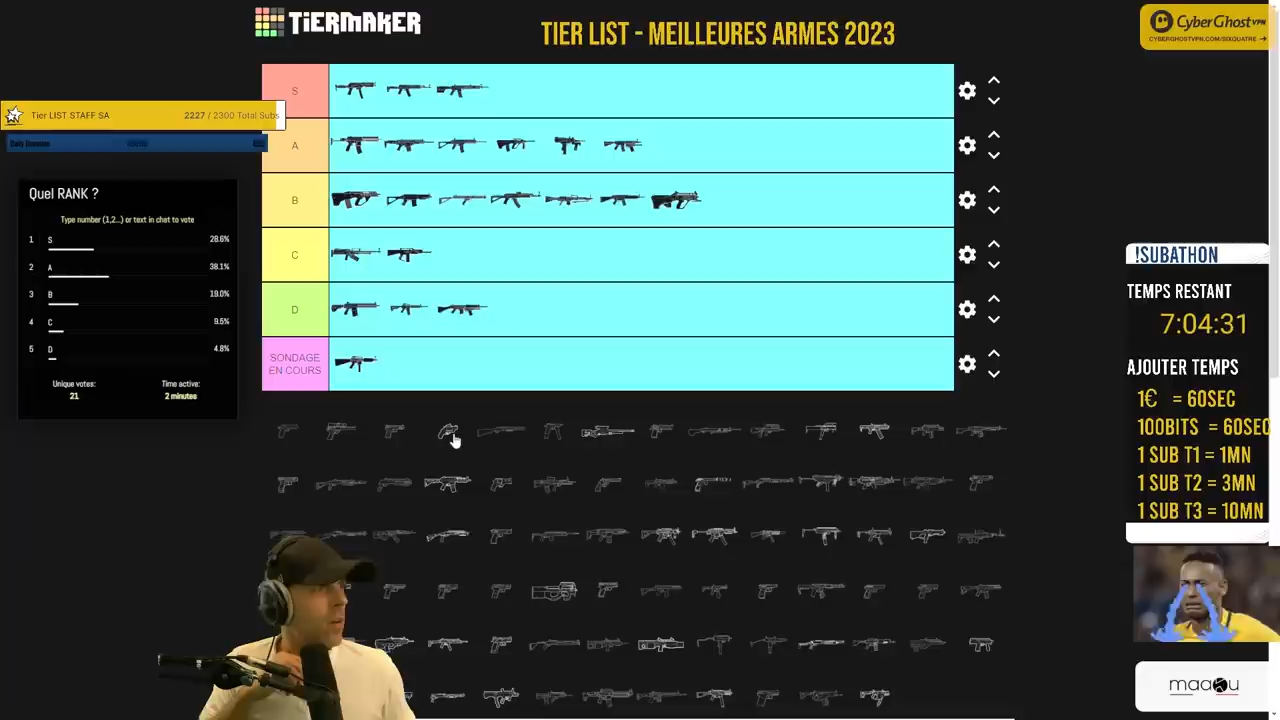 TIERMAKER
TIER LIST - MEILLEURES ARMES 2023
CyberGhost VPN
CYBERGHOSTVPN.COM/SIXQUATRE →
S
Tier LIST STAFF SA
2227 / 2300 Total Subs
A
Quel RANK ?
Type number (1,2...) or text in chat to vote
1 S 28.6%
2 A 38.1%
3 B 19.0%
4 C 9.5%
5 D 4.8%
Unique votes:
21
Time active:
2 minutes
B
C
D
SONDAGE
EN COURS
!SUBATHON
TEMPS RESTANT
7:04:31
AJOUTER TEMPS
1€ = 60SEC
100BITS = 60SEC
1 SUB T1 = 1MN
1 SUB T2 = 3MN
1 SUB T3 = 10MN